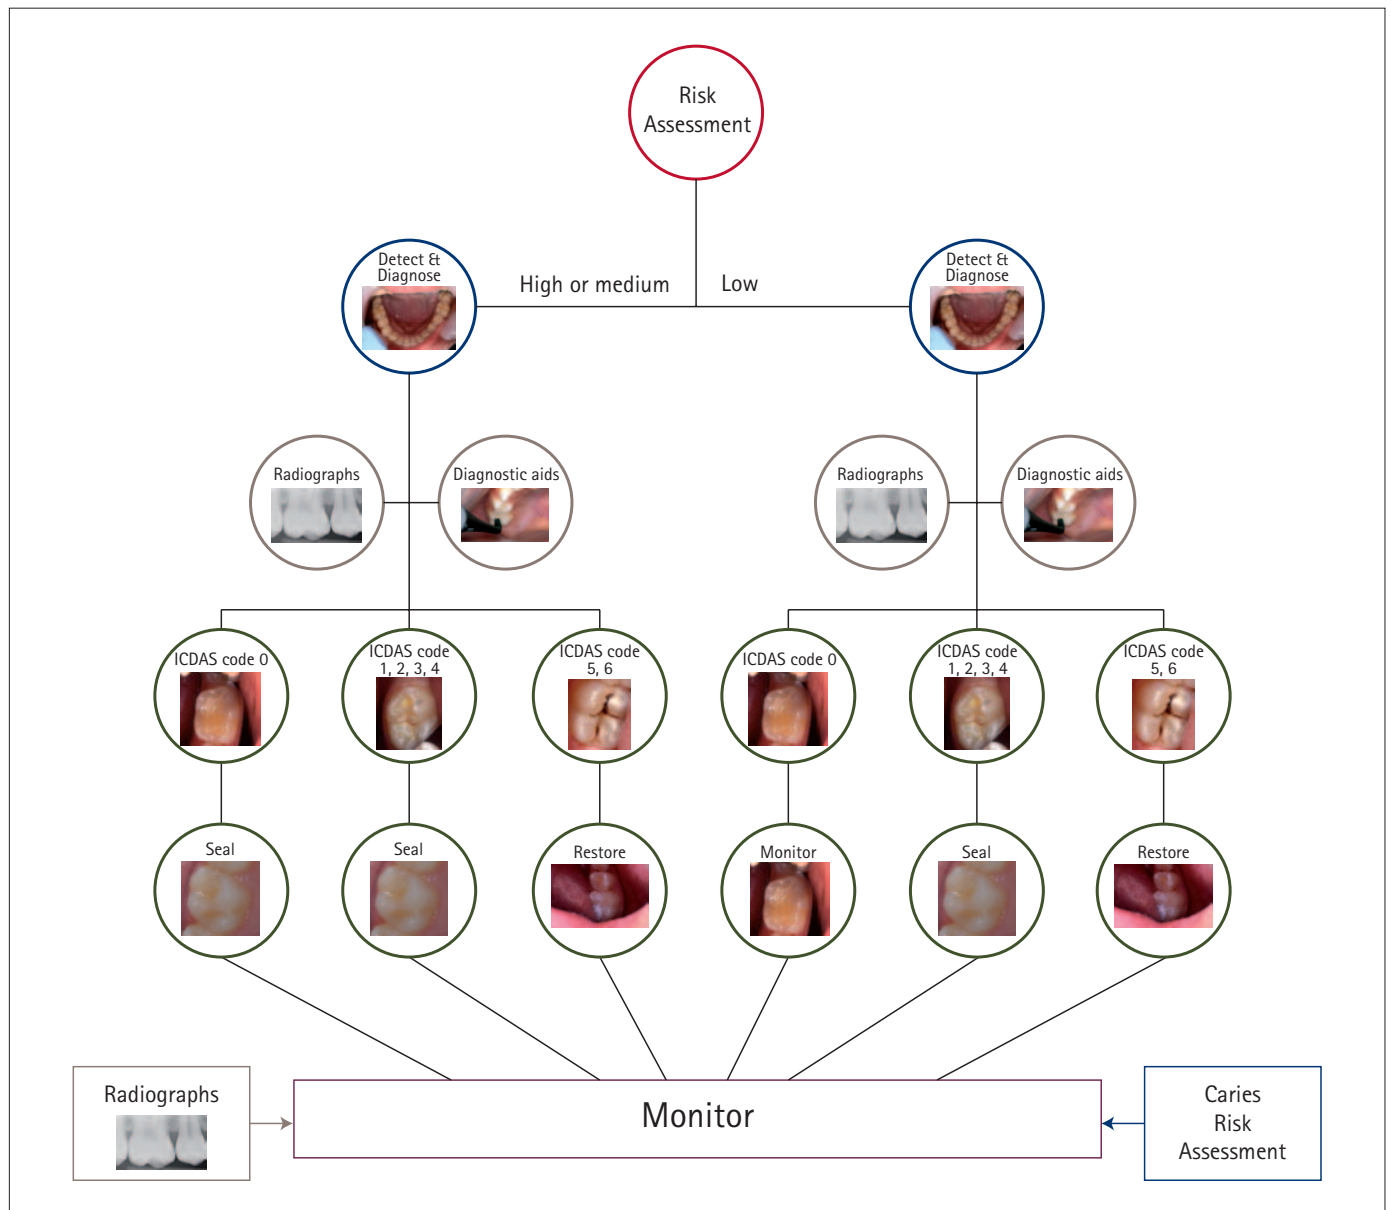 Risk
Assessment
High or medium
Low
Detect &
Diagnose
Detect &
Diagnose
Radiographs
Diagnostic aids
Radiographs
Diagnostic aids
ICDAS code 0
ICDAS code
1, 2, 3, 4
ICDAS code
5, 6
ICDAS code 0
ICDAS code
1, 2, 3, 4
ICDAS code
5, 6
Seal
Seal
Restore
Monitor
Seal
Restore
Radiographs
Monitor
Caries
Risk
Assessment